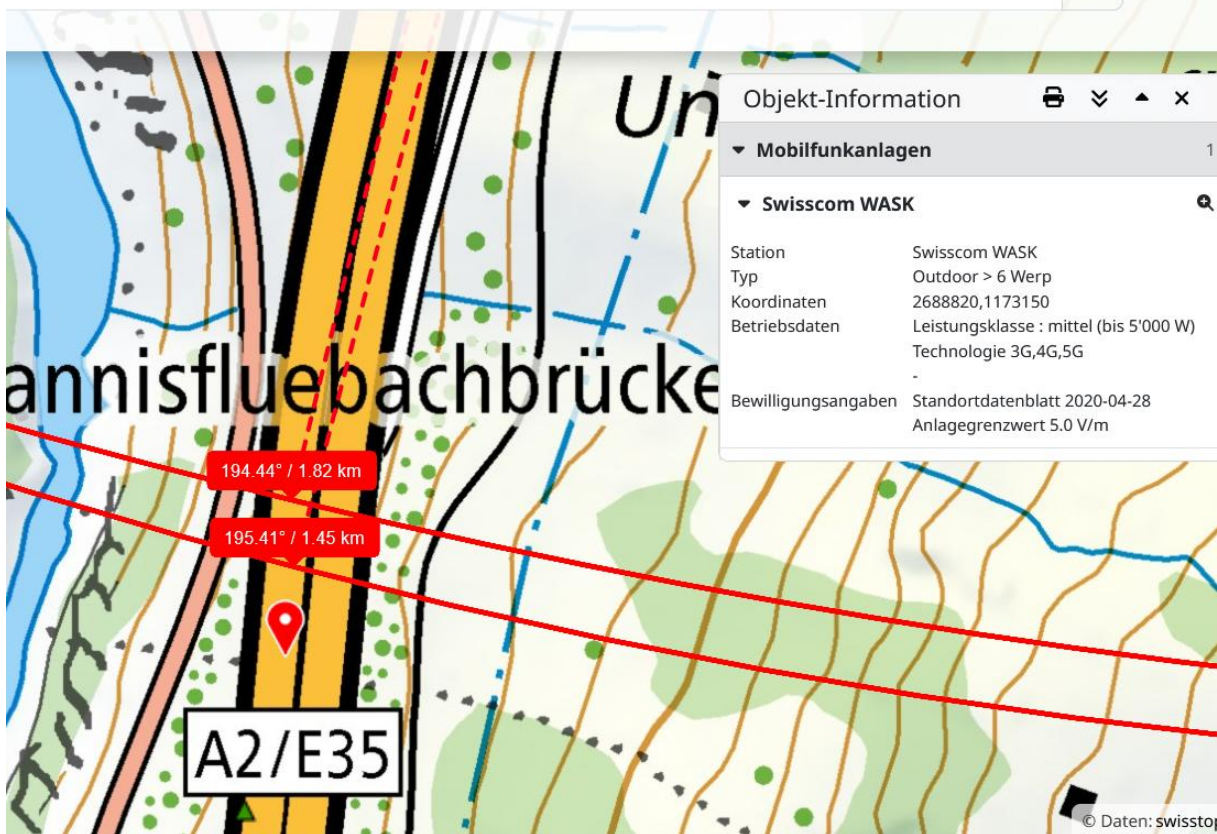 Un
Objekt-Information
Mobilfunkanlagen 1
Swisscom WASK
Station Swisscom WASK
Typ Outdoor > 6 Werp
Koordinaten 2688820,1173150
Betriebsdaten Leistungsklasse : mittel (bis 5'000 W)
Technologie 3G,4G,5G
-
Bewilligungsangaben Standortdatenblatt 2020-04-28
Anlagegrenzwert 5.0 V/m
annisfluebachbrücke
194.44° / 1.82 km
195.41° / 1.45 km
A2/E35
© Daten: swisstop